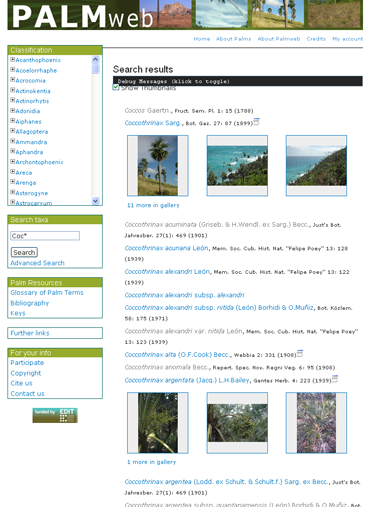 PALMweb
Home About Palms About Palmweb Credits My account
Classification
Acanthophoenix
Acoelorrhaphe
Acrocomia
Actinokentia
Actinorhytis
Adonidia
Aiphanes
Allagoptera
Ammandra
Aphandra
Archontophoenix
Areca
Arenga
Asterogyne
Astrocaryum
Search taxa
Coc*
Search
Advanced Search
Palm Resources
Glossary of Palm Terms
Bibliography
Keys
Further links
For your info
Participate
Copyright
Cite us
Contact us
funded by EDIT
Search results
Debug Messages (klick to toggle)
Show Thumbnails
Coccos Gaertn., Fruct. Sem. Pl. 1: 15 (1788)
Coccothrinax Sarg., Bot. Gaz. 27: 87 (1899)
11 more in gallery
Coccothrinax acuminata (Griseb. & H.Wendl. ex Sarg.) Becc., Just's Bot.
Jahresber. 27(1): 469 (1901)
Coccothrinax acunana León, Mem. Soc. Cub. Hist. Nat. "Felipe Poey" 13: 128
(1939)
Coccothrinax alexandri León, Mem. Soc. Cub. Hist. Nat. "Felipe Poey" 13: 122
(1939)
Coccothrinax alexandri subsp. alexandri
Coccothrinax alexandri subsp. nitida (León) Borhidi & O.Muñiz, Bot. Közlem.
58: 175 (1971)
Coccothrinax alexandri var. nitida León, Mem. Soc. Cub. Hist. Nat. "Felipe Poey"
13: 123 (1939)
Coccothrinax alta (O.F.Cook) Becc., Webbia 2: 331 (1908)
Coccothrinax anomala Becc., Repert. Spec. Nov. Regni Veg. 6: 95 (1908)
Coccothrinax argentata (Jacq.) L.H.Bailey, Gentes Herb. 4: 223 (1939)
1 more in gallery
Coccothrinax argentea (Lodd. ex Schult. & Schult.f.) Sarg. ex Becc., Just's Bot.
Jahresber. 27(1): 469 (1901)
Coccothrinax argentea subsp. guantanamensis (León) Borhidi & O.Muñiz, Bot.